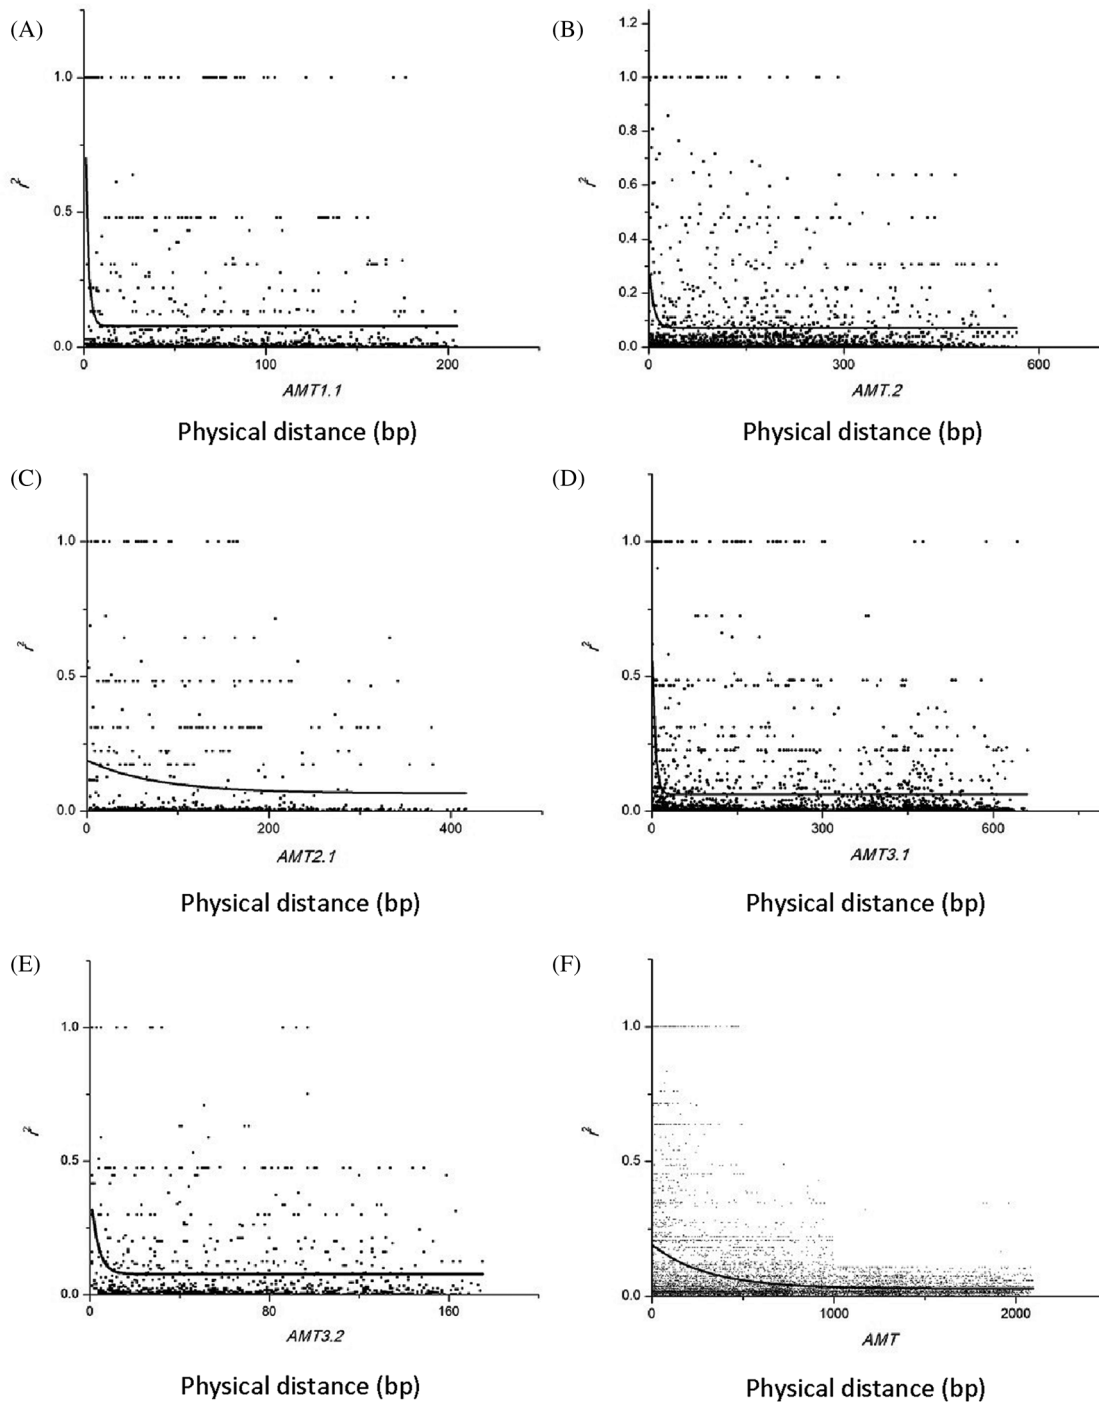 (A)
r²
1.0
0.5
0.0
0
100
200
AMT1.1
Physical distance (bp)
(B)
r²
1.2
1.0
0.8
0.6
0.4
0.2
0.0
0
300
600
AMT.2
Physical distance (bp)
(C)
r²
1.0
0.5
0.0
0
200
400
AMT2.1
Physical distance (bp)
(D)
r²
1.0
0.5
0.0
0
300
600
AMT3.1
Physical distance (bp)
(E)
r²
1.0
0.5
0.0
0
80
160
AMT3.2
Physical distance (bp)
(F)
r²
1.0
0.5
0.0
0
1000
2000
AMT
Physical distance (bp)